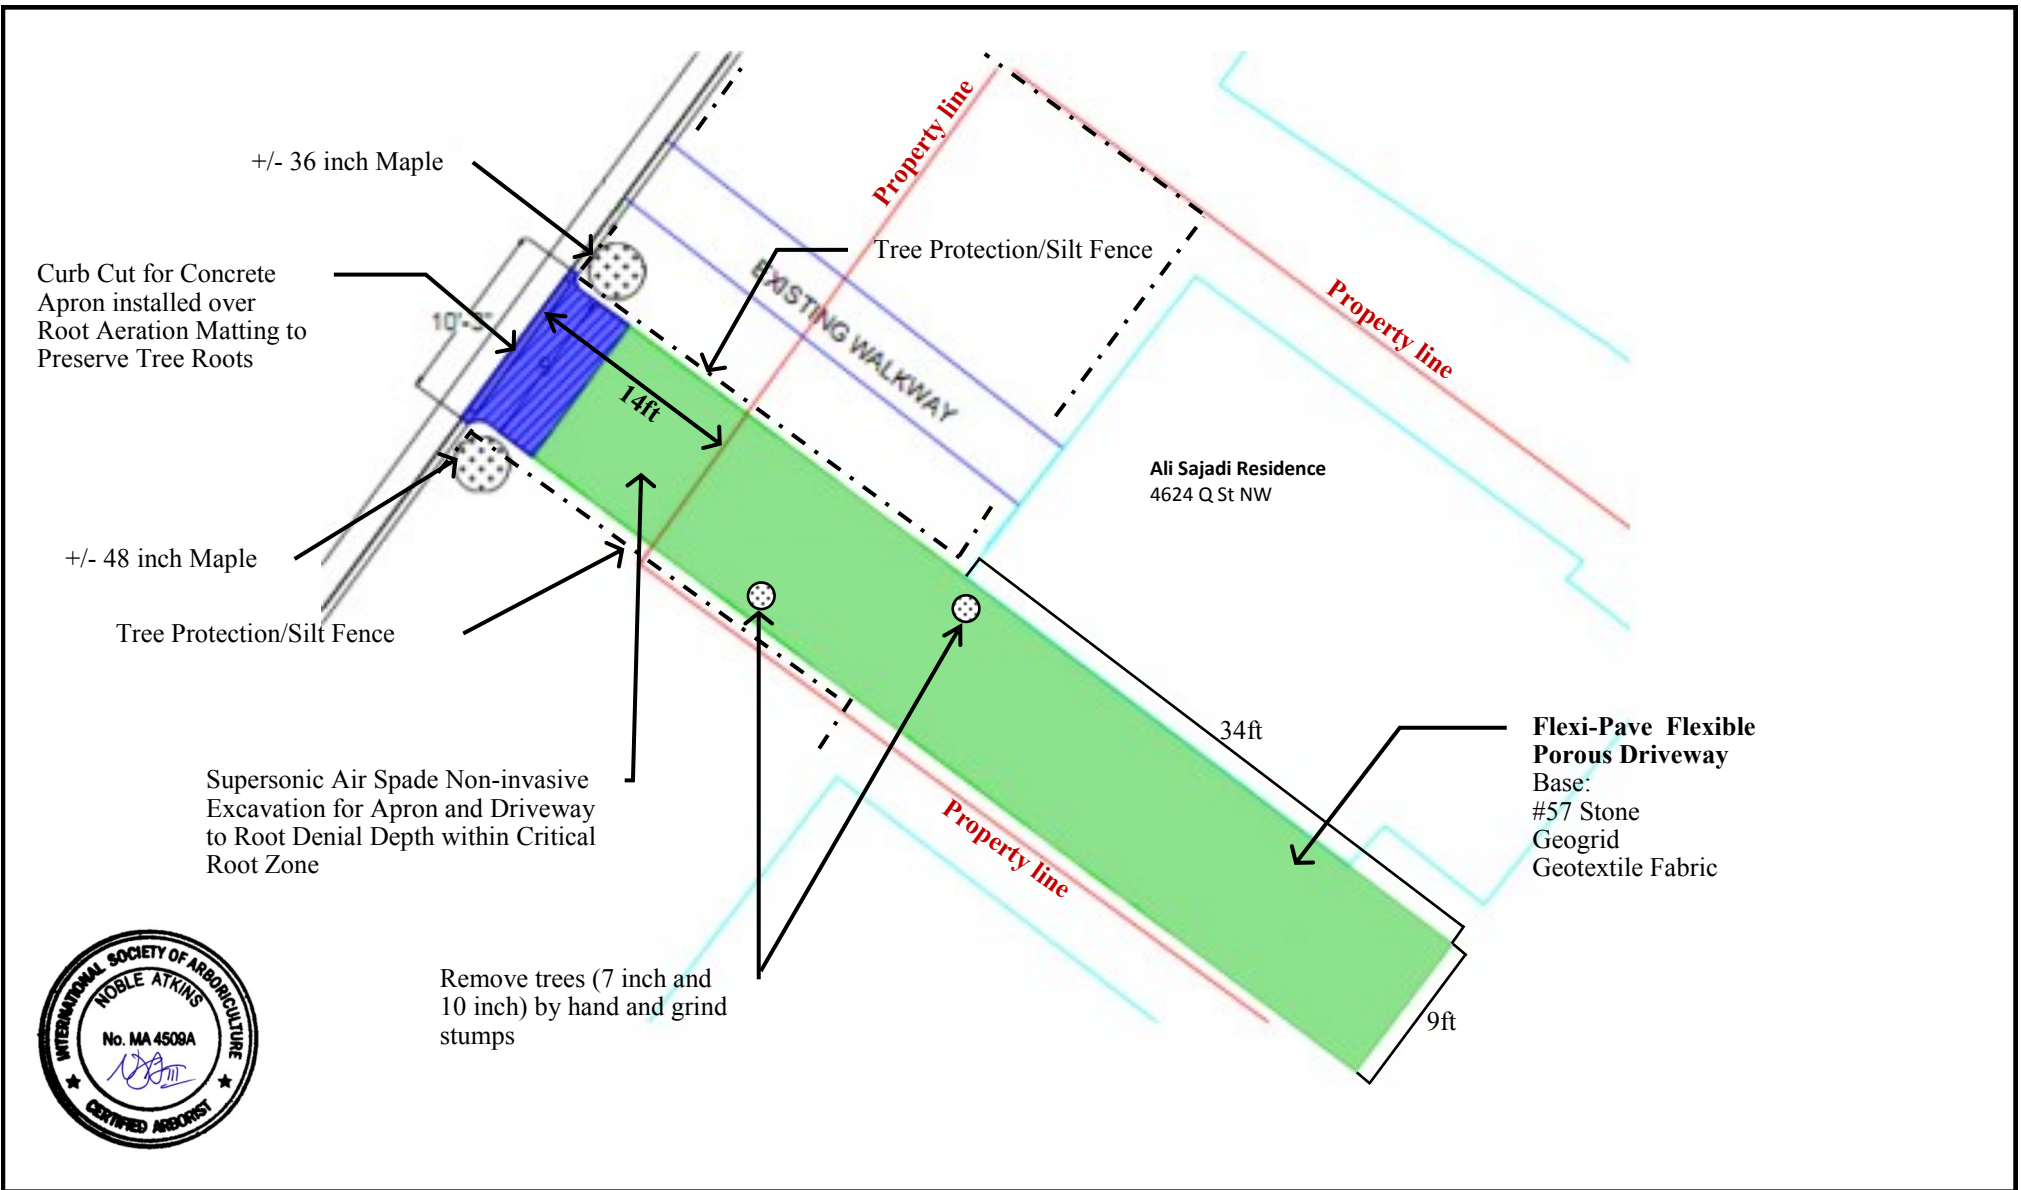 +/- 36 inch Maple
Property line
Tree Protection/Silt Fence
Curb Cut for Concrete
Apron installed over
Root Aeration Matting to
Preserve Tree Roots
EXISTING WALKWAY
Property line
14ft
Ali Sajadi Residence
4624 Q St NW
+/- 48 inch Maple
Tree Protection/Silt Fence
34ft
Flexi-Pave Flexible
Porous Driveway
Base:
#57 Stone
Geogrid
Geotextile Fabric
Supersonic Air Spade Non-invasive
Excavation for Apron and Driveway
to Root Denial Depth within Critical
Root Zone
Property line
9ft
Remove trees (7 inch and
10 inch) by hand and grind
stumps
INTERNATIONAL SOCIETY OF ARBORICULTURE
NOBLE ATKINS
No. MA 4509A
CERTIFIED ARBORIST